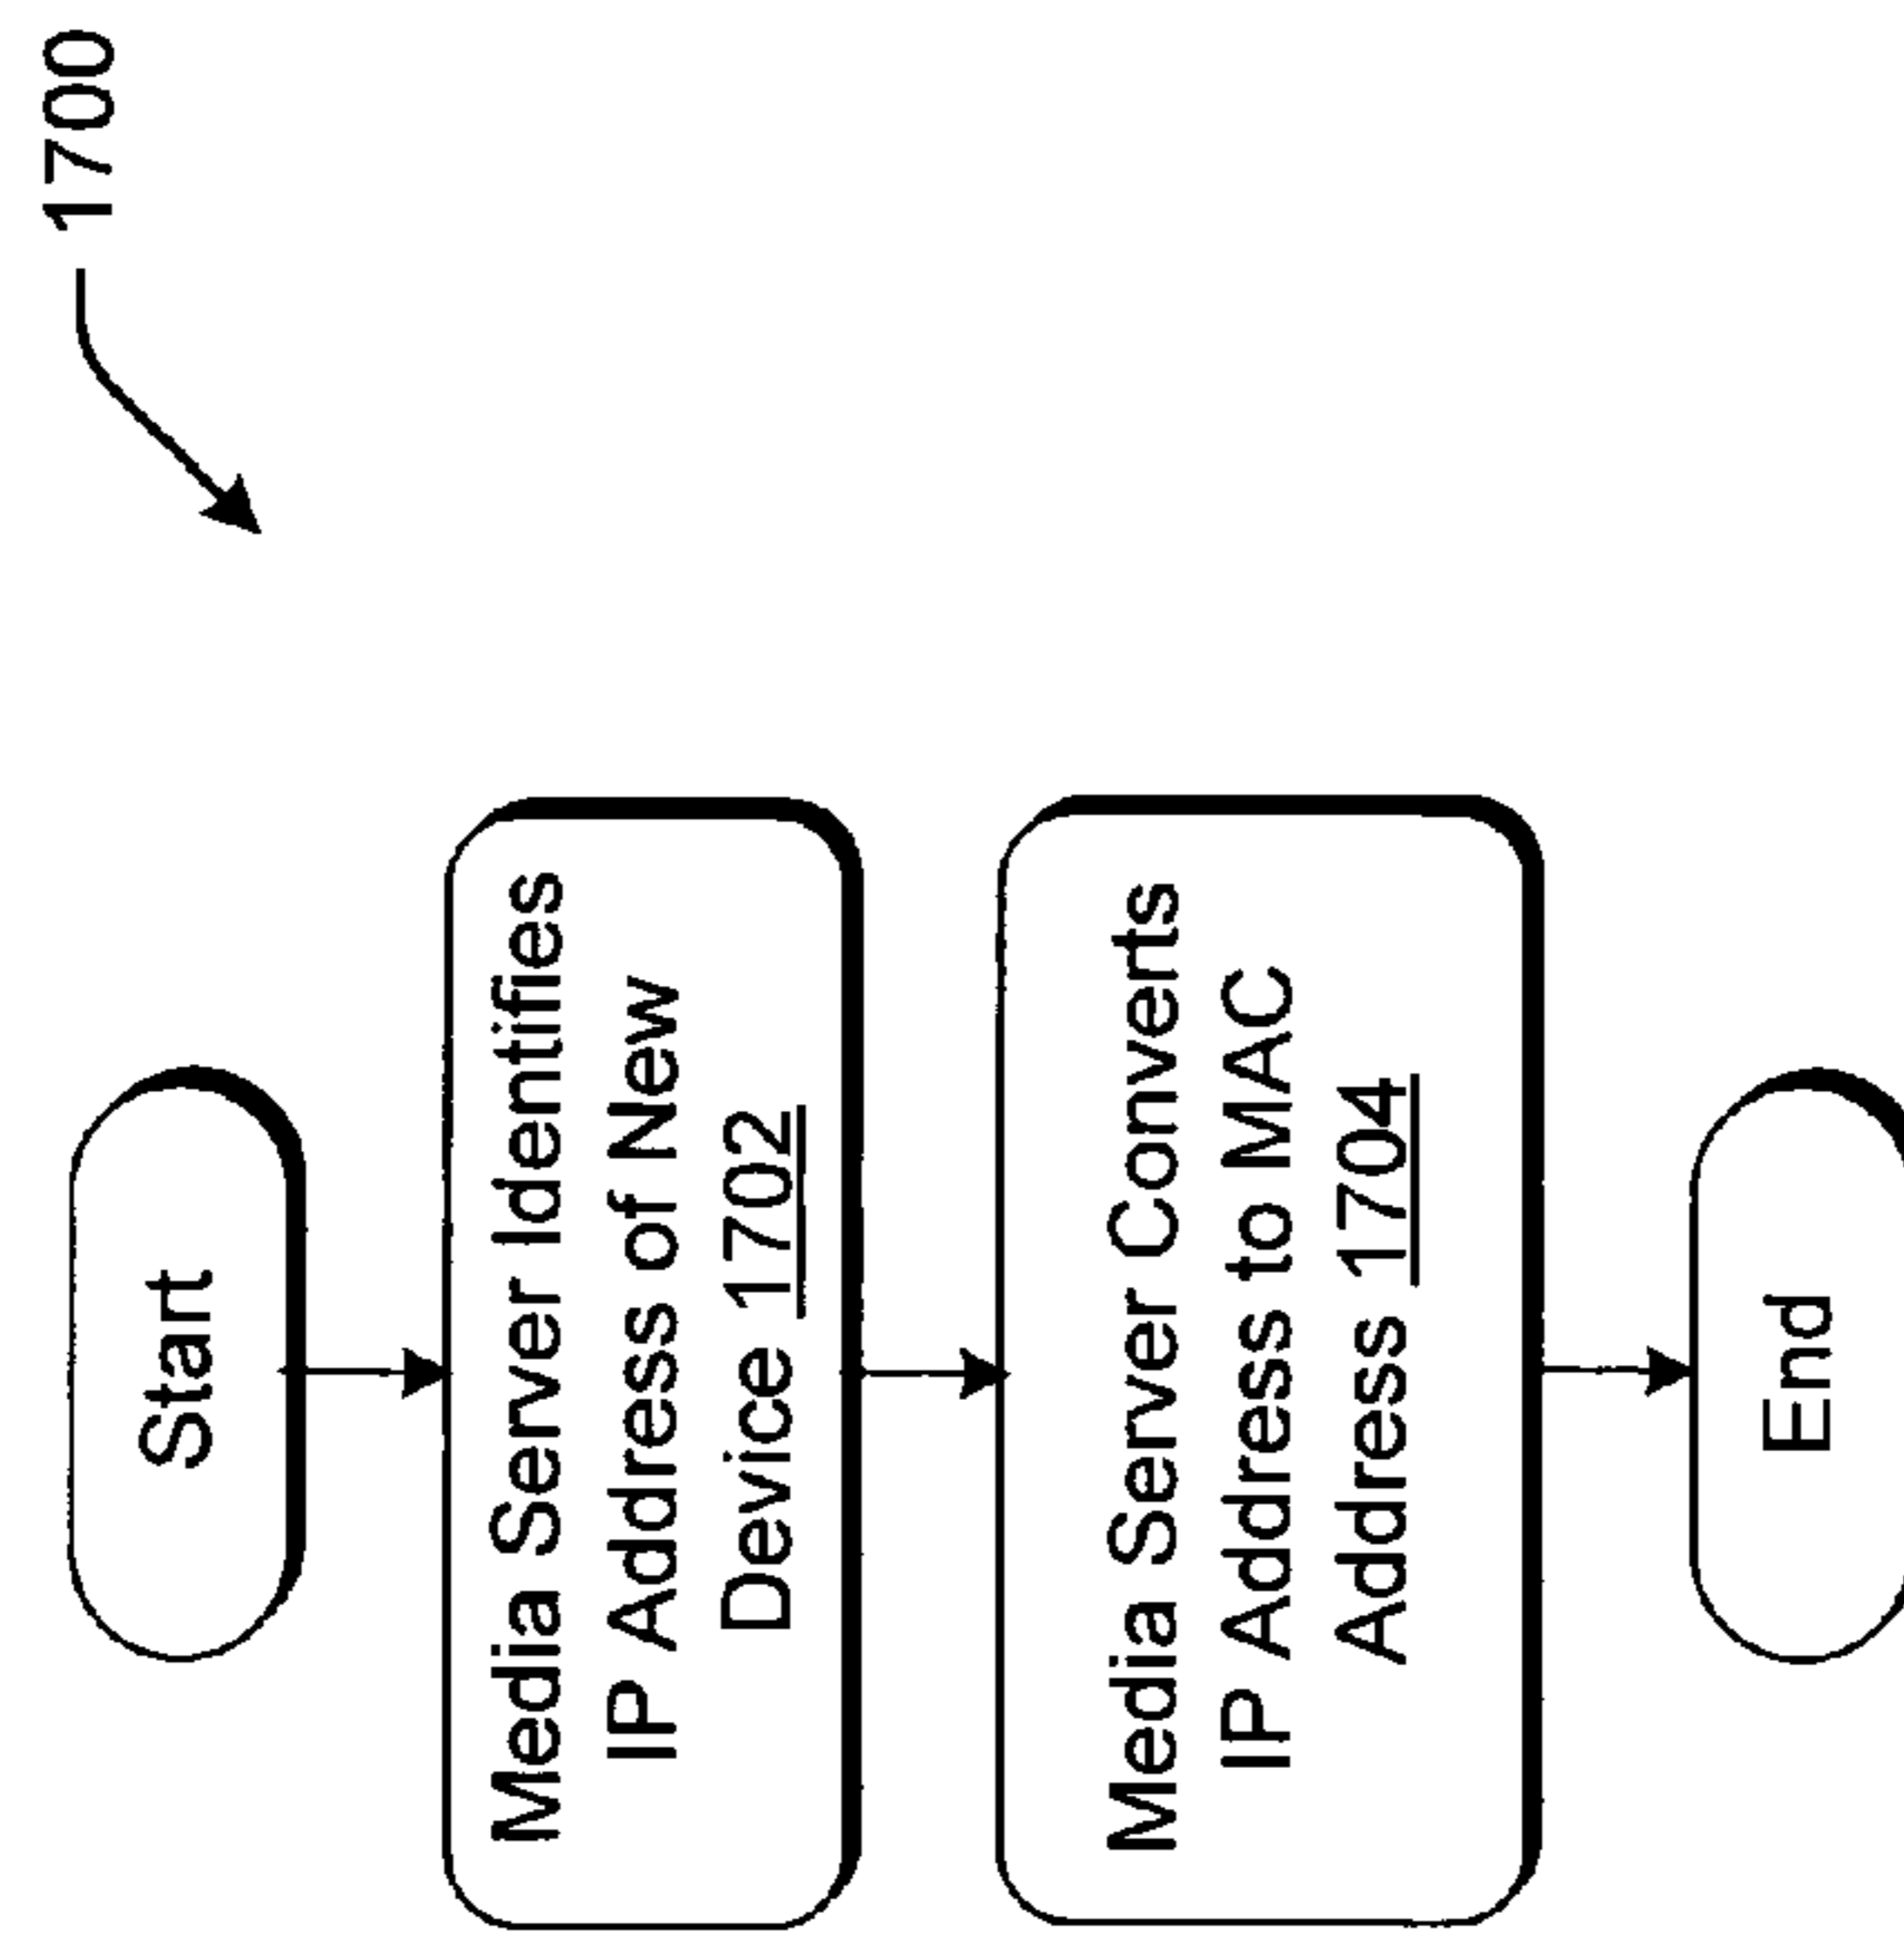 1700
Start
Media Server Identifies
IP Address of New
Device 1702
Media Server Converts
IP Address to MAC
Address 1704
End